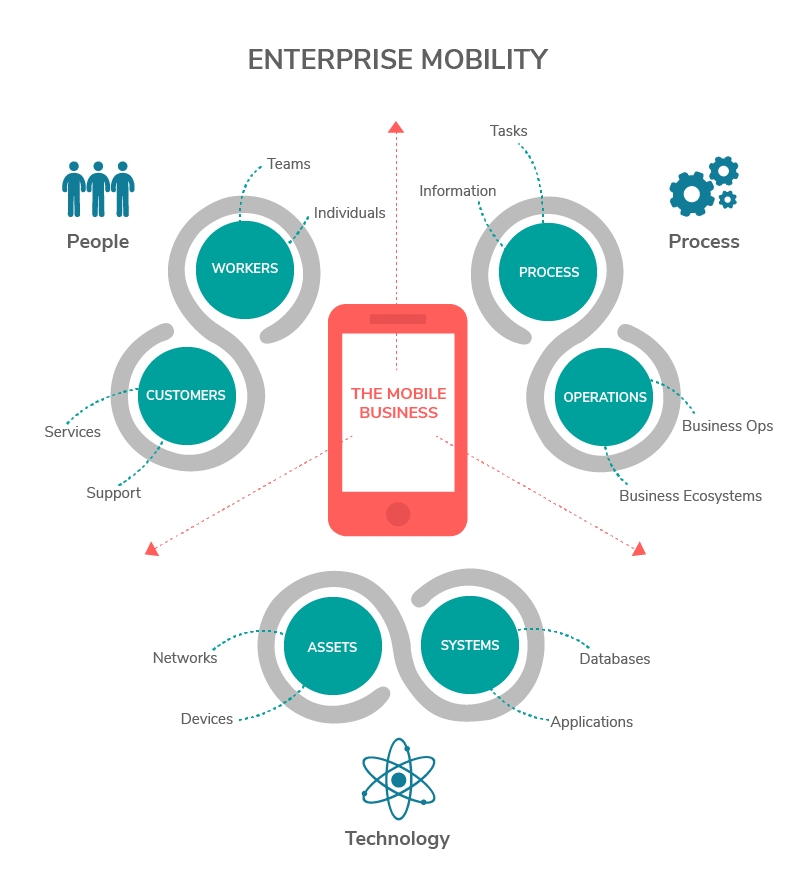 ENTERPRISE MOBILITY
People
Teams
Individuals
WORKERS
CUSTOMERS
Services
Support
Tasks
Information
Process
PROCESS
OPERATIONS
Business Ops
Business Ecosystems
THE MOBILE
BUSINESS
ASSETS
SYSTEMS
Networks
Devices
Databases
Applications
Technology